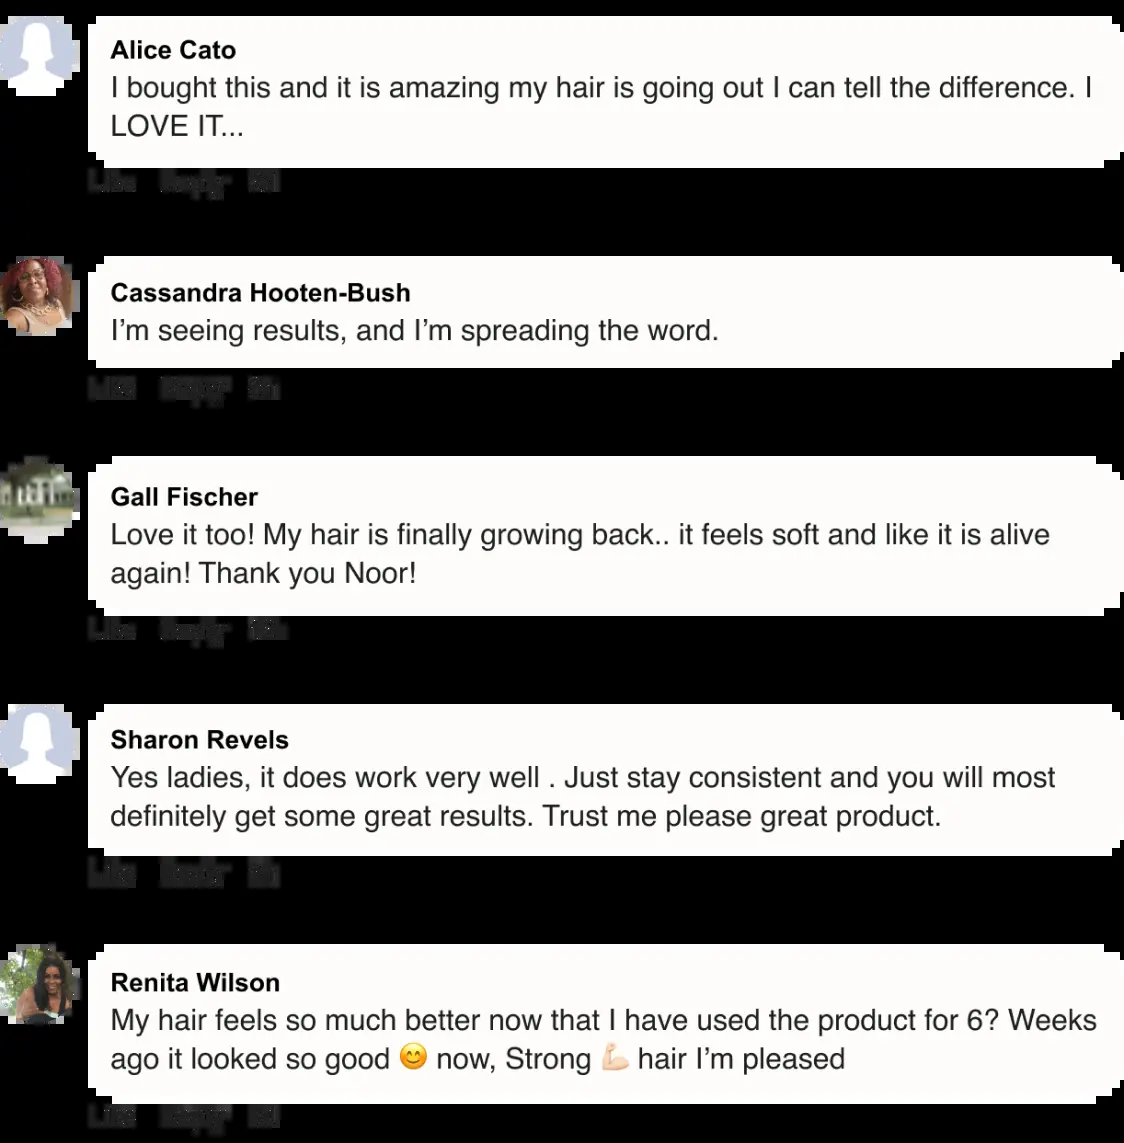 Alice Cato
I bought this and it is amazing my hair is going out I can tell the difference. I
LOVE IT...
Like Reply
Cassandra Hooten-Bush
I'm seeing results, and I'm spreading the word.
Like Reply
Gall Fischer
Love it too! My hair is finally growing back.. it feels soft and like it is alive
again! Thank you Noor!
Like Reply
Sharon Revels
Yes ladies, it does work very well . Just stay consistent and you will most
definitely get some great results. Trust me please great product.
Like Reply
Renita Wilson
My hair feels so much better now that I have used the product for 6? Weeks
ago it looked so good 😊 now, Strong 💪🏻 hair I'm pleased
Like Reply